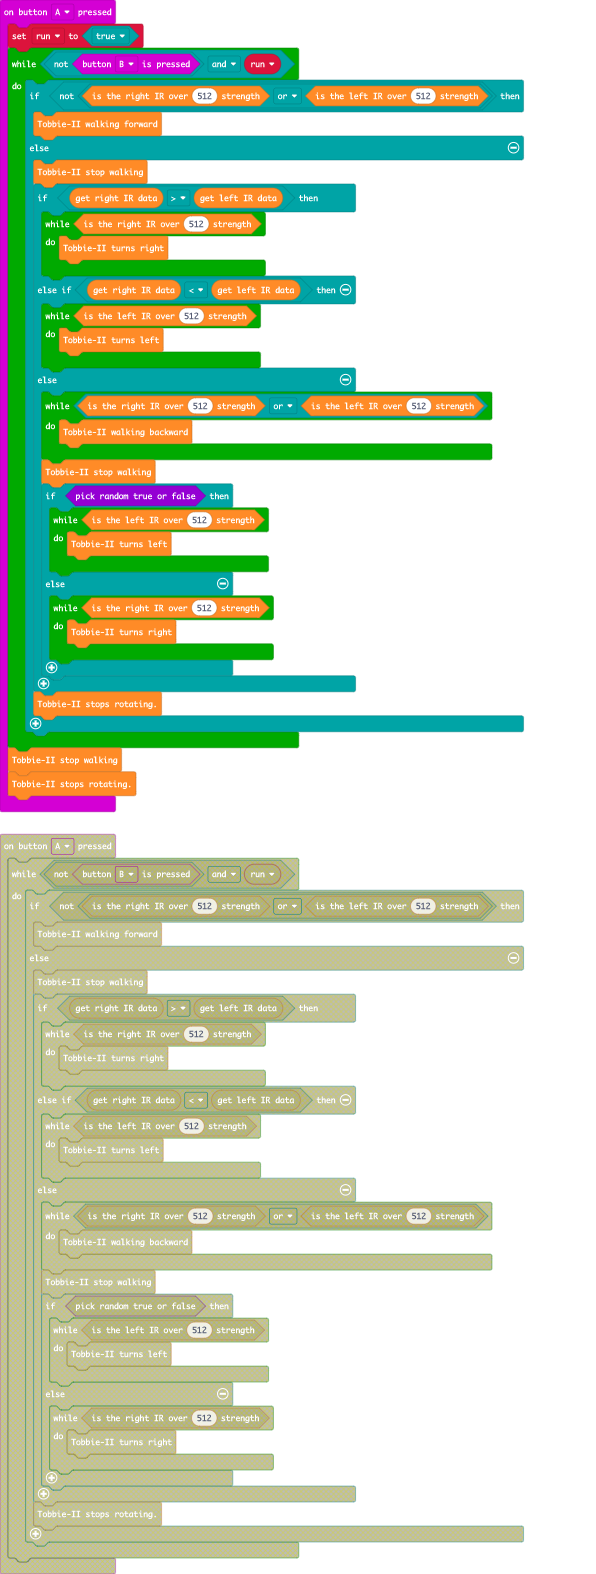 on button A pressed
set run to true
while not button B is pressed and run
do
if not is the right IR over 512 strength or is the left IR over 512 strength then
Tobbie-II walking forward
else
Tobbie-II stop walking
if get right IR data > get left IR data then
while is the right IR over 512 strength
do Tobbie-II turns right
else if get right IR data < get left IR data then
while is the left IR over 512 strength
do Tobbie-II turns left
else
while is the right IR over 512 strength or is the left IR over 512 strength
do Tobbie-II walking backward
Tobbie-II stop walking
if pick random true or false then
while is the left IR over 512 strength
do Tobbie-II turns left
else
while is the right IR over 512 strength
do Tobbie-II turns right
Tobbie-II stops rotating.
Tobbie-II stop walking
Tobbie-II stops rotating.
on button A pressed
while not button B is pressed and run
do
if not is the right IR over 512 strength or is the left IR over 512 strength then
Tobbie-II walking forward
else
Tobbie-II stop walking
if get right IR data > get left IR data then
while is the right IR over 512 strength
do Tobbie-II turns right
else if get right IR data < get left IR data then
while is the left IR over 512 strength
do Tobbie-II turns left
else
while is the right IR over 512 strength or is the left IR over 512 strength
do Tobbie-II walking backward
Tobbie-II stop walking
if pick random true or false then
while is the left IR over 512 strength
do Tobbie-II turns left
else
while is the right IR over 512 strength
do Tobbie-II turns right
Tobbie-II stops rotating.